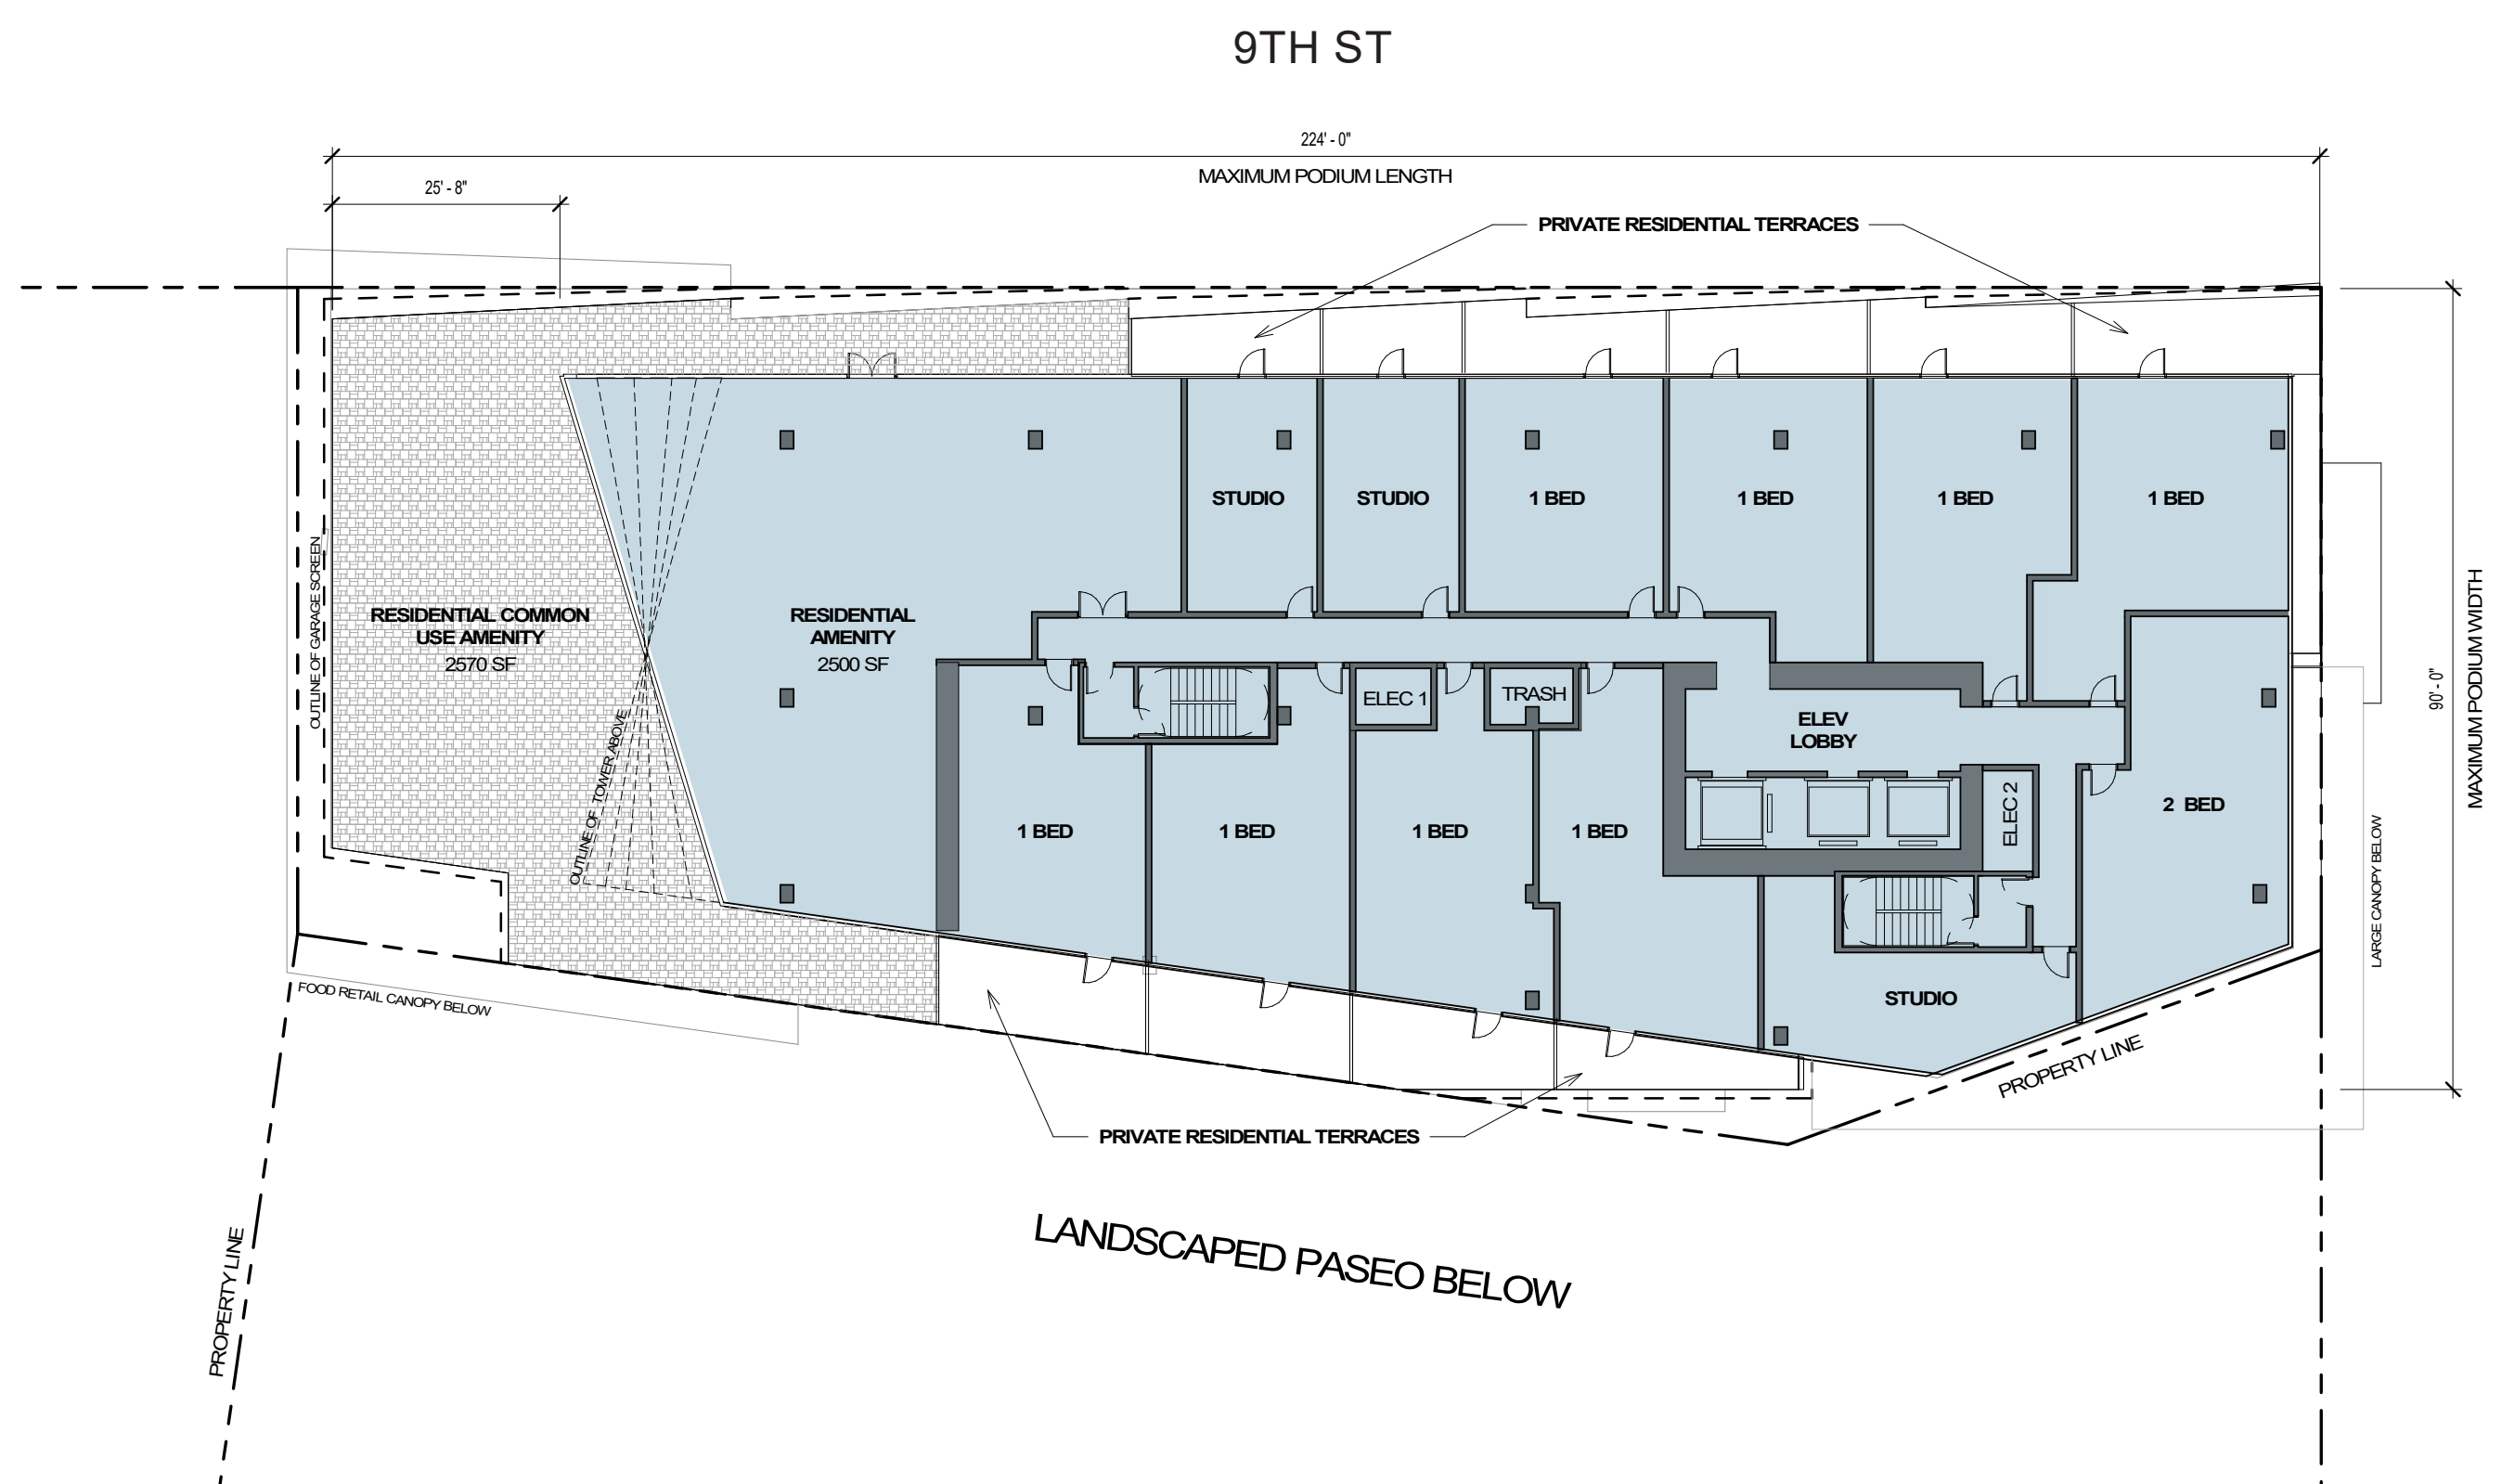 9TH ST
224' - 0"
MAXIMUM PODIUM LENGTH
25' - 8"
PRIVATE RESIDENTIAL TERRACES
STUDIO
STUDIO
1 BED
1 BED
1 BED
1 BED
OUTLINE OF GARAGE SCREEN
RESIDENTIAL COMMON
USE AMENITY
2570 SF
RESIDENTIAL
AMENITY
2500 SF
OUTLINE OF TOWER ABOVE
ELEC 1
TRASH
ELEV
LOBBY
ELEC 2
2 BED
1 BED
1 BED
1 BED
1 BED
STUDIO
90' - 0"
MAXIMUM PODIUM WIDTH
LARGE CANOPY BELOW
FOOD RETAIL CANOPY BELOW
PROPERTY LINE
PRIVATE RESIDENTIAL TERRACES
LANDSCAPED PASEO BELOW
PROPERTY LINE